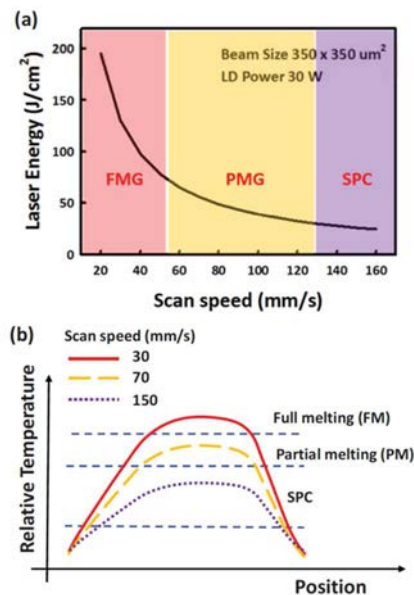 (a)
200
150
100
50
0
Laser Energy (J/cm²)
Beam Size 350 x 350 um²
LD Power 30 W
FMG PMG SPC
20 40 60 80 100 120 140 160
Scan speed (mm/s)
(b)
Scan speed (mm/s)
30
70
150
Full melting (FM)
Partial melting (PM)
SPC
Relative Temperature
Position